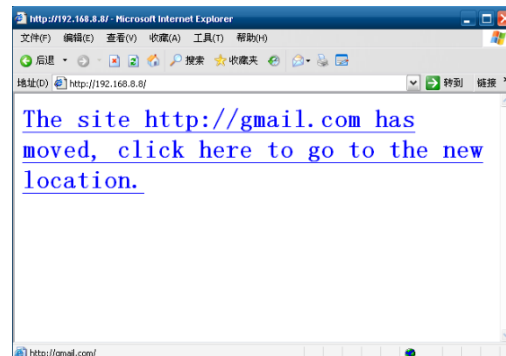 http://192.168.8.8/ - Microsoft Internet Explorer
文件(F) 编辑(E) 查看(V) 收藏(A) 工具(T) 帮助(H)
后退 搜索 收藏夹
地址(D) http://192.168.8.8/ 转到 链接
The site http://gmail.com has
moved, click here to go to the new
location.
http://gmail.com/